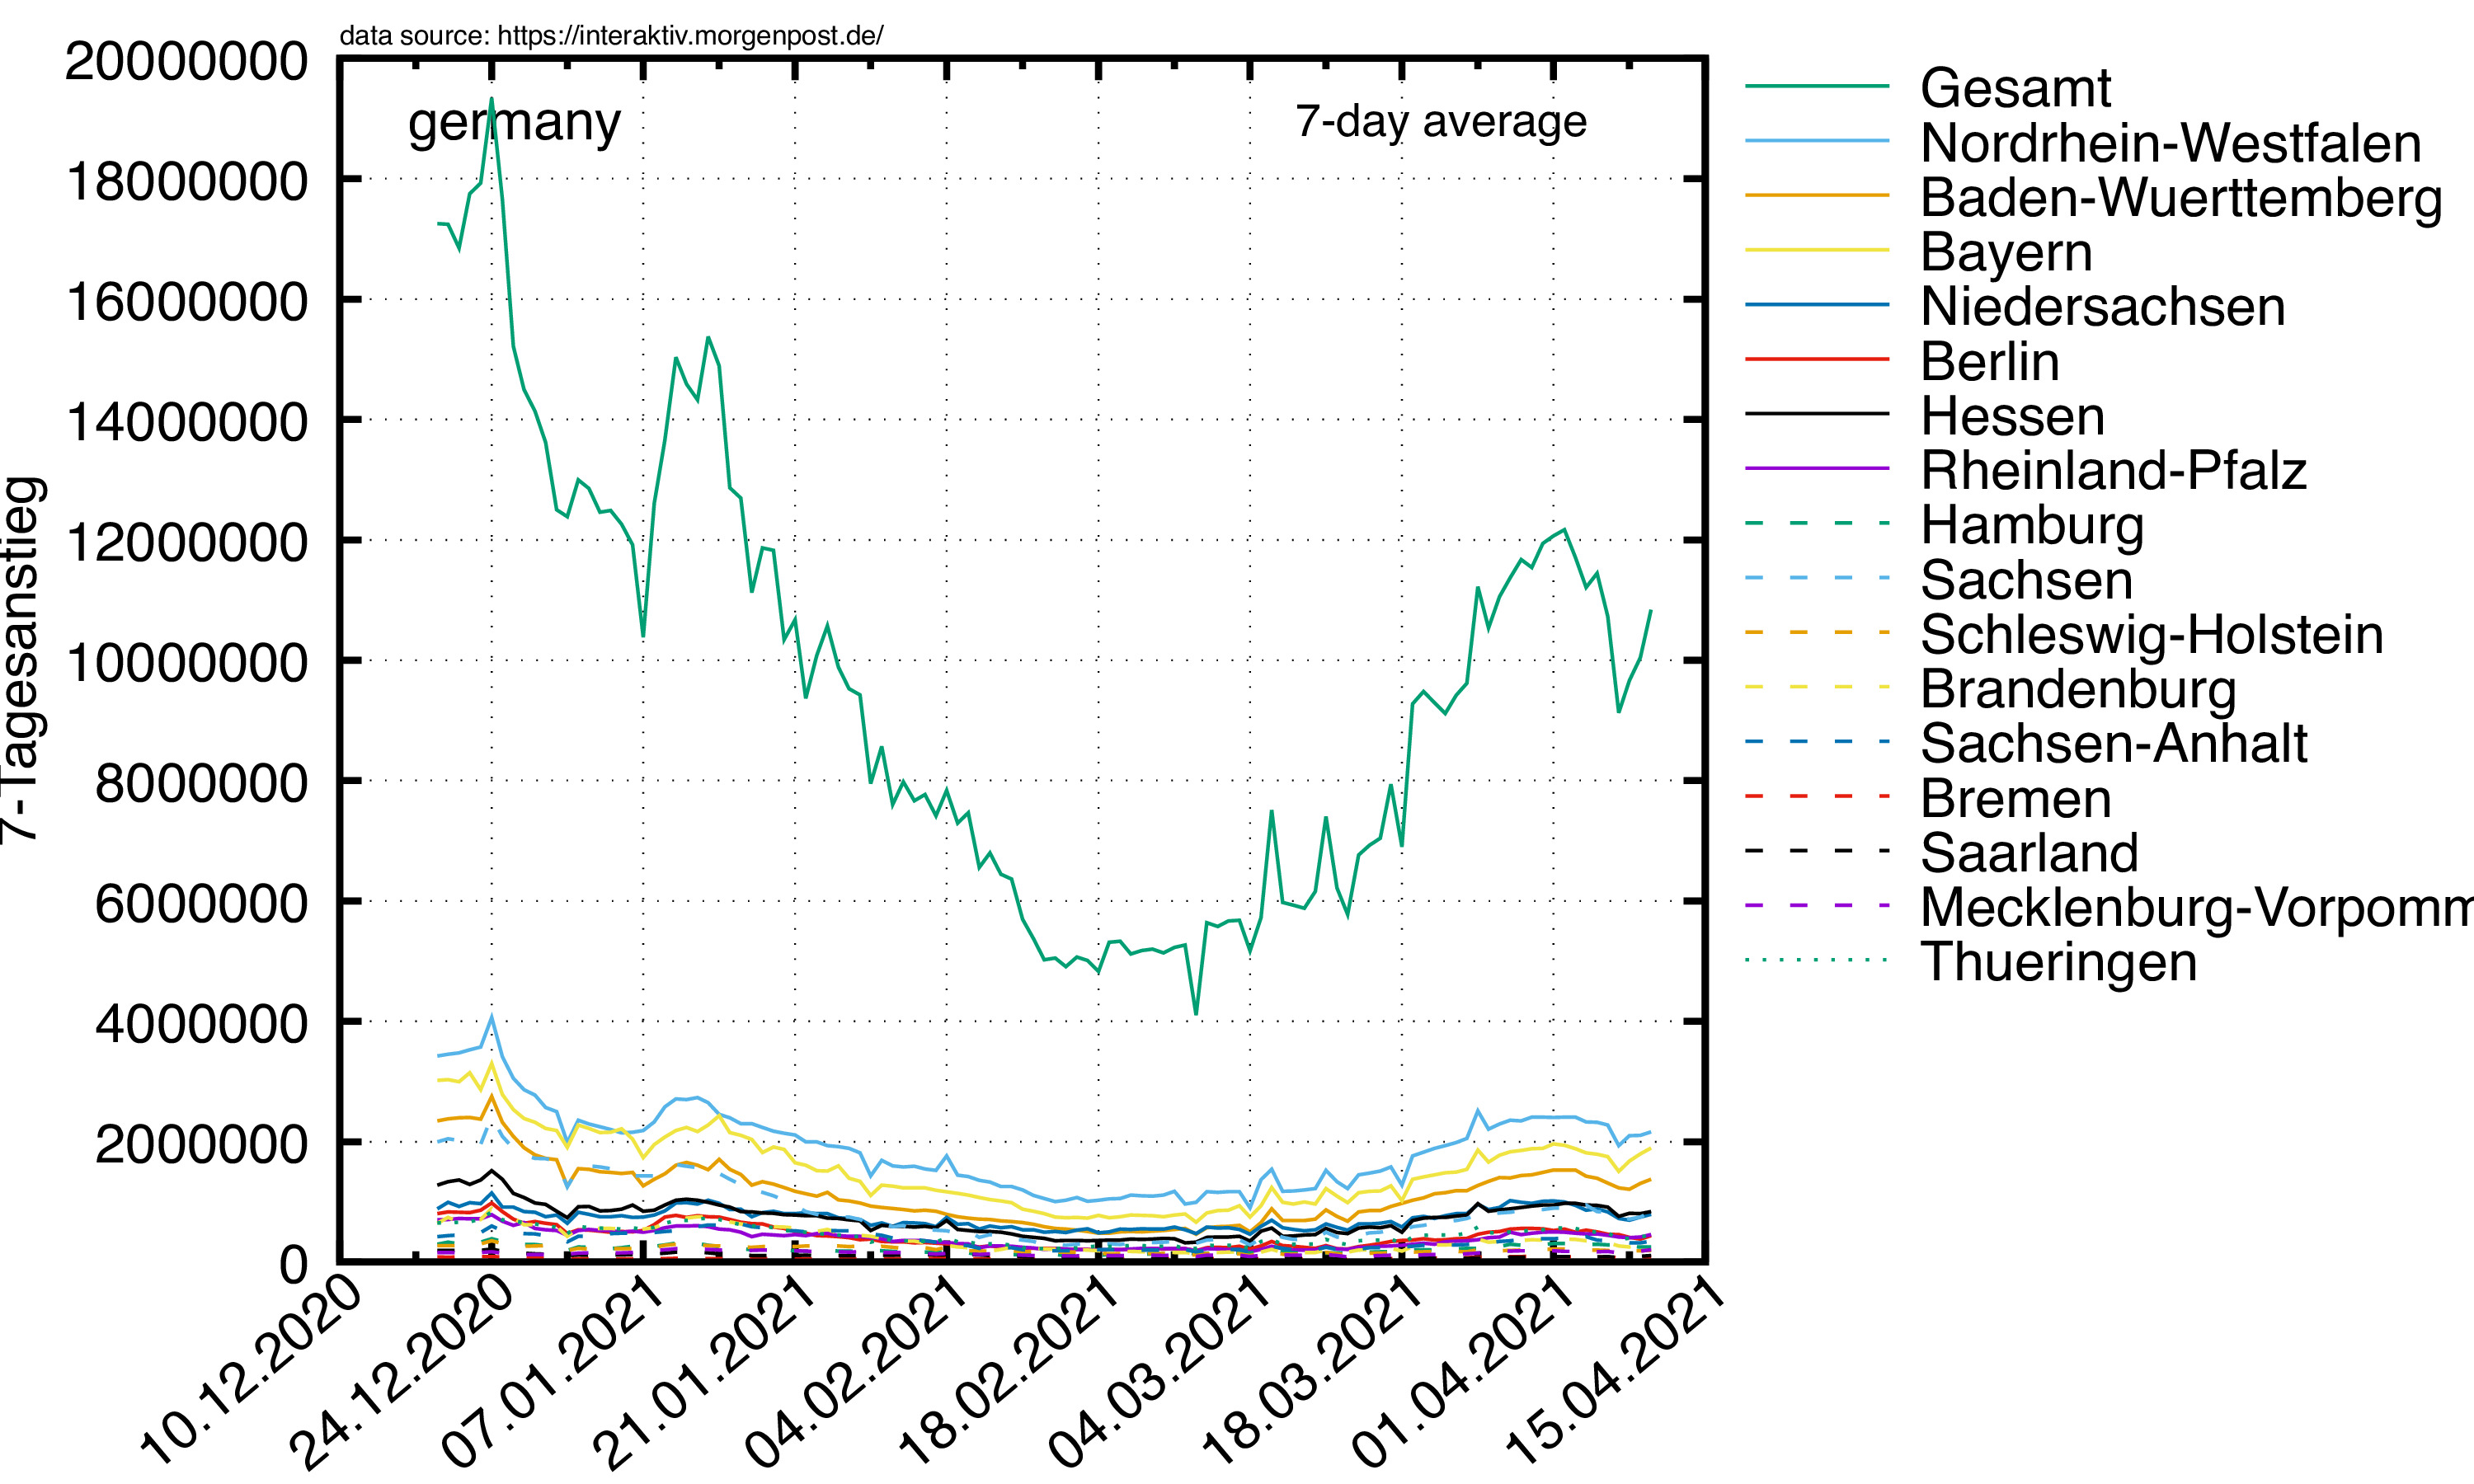 data source: https://interaktiv.morgenpost.de/
germany
7-day average
7-Tagesanstieg
20000000
18000000
16000000
14000000
12000000
10000000
8000000
6000000
4000000
2000000
0
10.12.2020
24.12.2020
07.01.2021
21.01.2021
04.02.2021
18.02.2021
04.03.2021
18.03.2021
01.04.2021
15.04.2021
Gesamt
Nordrhein-Westfalen
Baden-Wuerttemberg
Bayern
Niedersachsen
Berlin
Hessen
Rheinland-Pfalz
Hamburg
Sachsen
Schleswig-Holstein
Brandenburg
Sachsen-Anhalt
Bremen
Saarland
Mecklenburg-Vorpomm
Thueringen